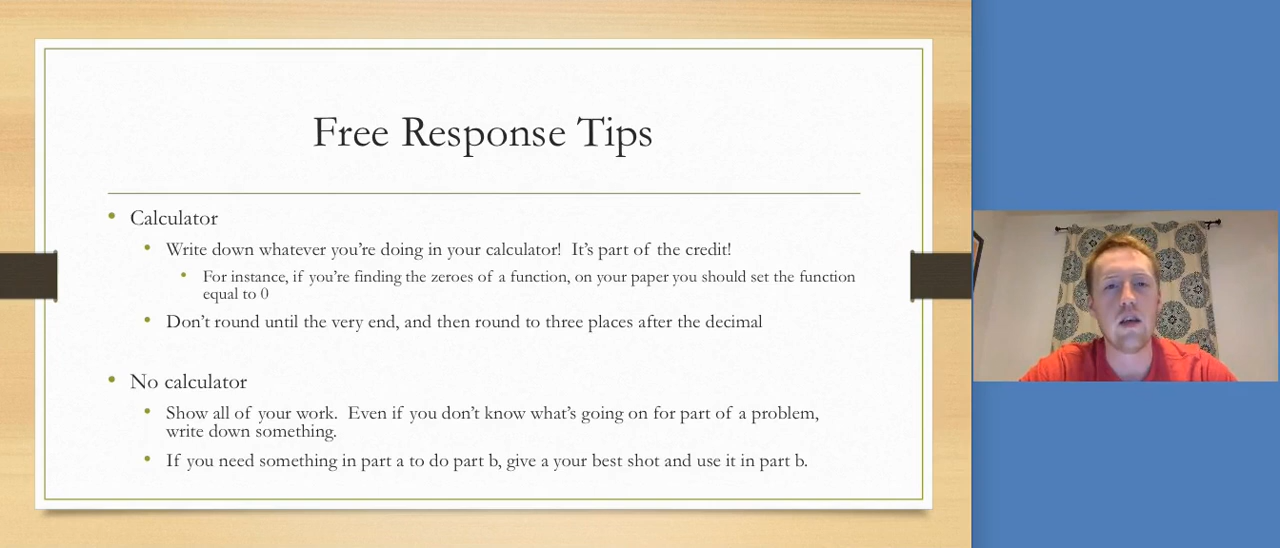 Free Response Tips
• Calculator
• Write down whatever you're doing in your calculator! It's part of the credit!
• For instance, if you're finding the zeroes of a function, on your paper you should set the function
equal to 0
• Don't round until the very end, and then round to three places after the decimal
• No calculator
• Show all of your work. Even if you don't know what's going on for part of a problem,
write down something.
• If you need something in part a to do part b, give a your best shot and use it in part b.